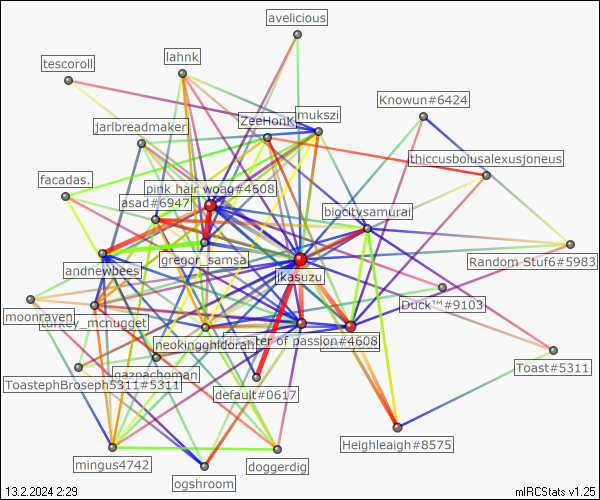 avelicious
lahnk
tescoroll
Knowun#6424
mukszi
ZeeHonK
jarlbreadmaker
thiccusbolusalexusjoneus
facadas.
pink hair woag#4608
asad#6947
bigcitysamurai
gregor_samsa
Random Stuf6#5983
andnewbees
ikasuzu
Duck™#9103
moonraven
turkey_mcnugget
neokingghidorah
ter of passion#4608
Toast#5311
gazpachoman
ToastephBroseph5311#5311
default#0617
Heighleaigh#8575
mingus4742
doggerdig
ogshroom
13.2.2024 2:29
mIRCStats v1.25